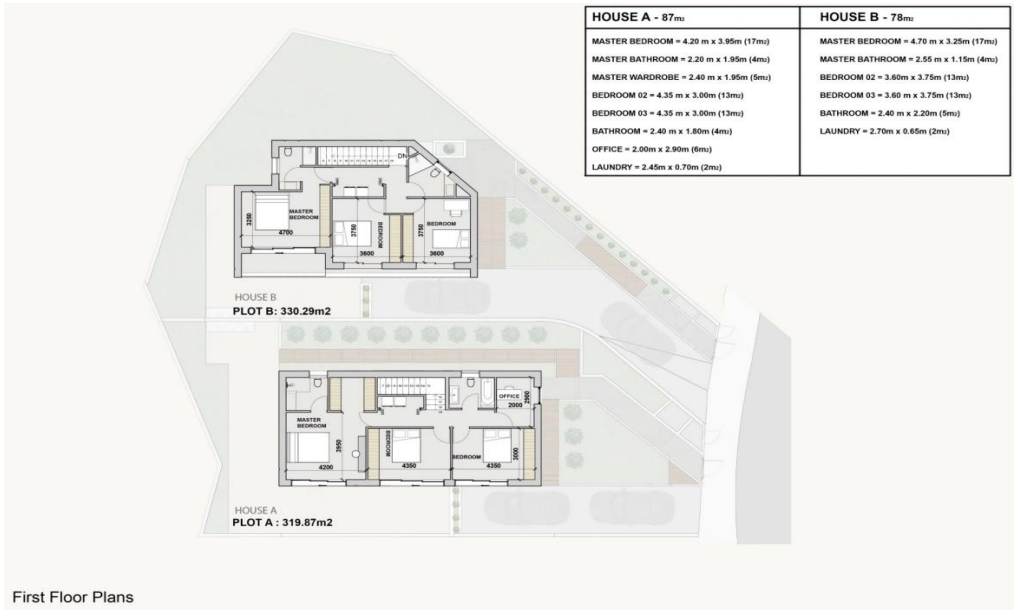 HOUSE A - 87m2
MASTER BEDROOM = 4.20 m x 3.95m (17m2)
MASTER BATHROOM = 2.20 m x 1.95m (4m2)
MASTER WARDROBE = 2.40 m x 1.95m (5m2)
BEDROOM 02 = 4.35 m x 3.00m (13m2)
BEDROOM 03 = 4.35 m x 3.00m (13m2)
BATHROOM = 2.40 m x 1.80m (4m2)
OFFICE = 2.00m x 2.90m (6m2)
LAUNDRY = 2.45m x 0.70m (2m2)
HOUSE B - 78m2
MASTER BEDROOM = 4.70 m x 3.25m (17m2)
MASTER BATHROOM = 2.55 m x 1.15m (4m2)
BEDROOM 02 = 3.60m x 3.75m (13m2)
BEDROOM 03 = 3.60 m x 3.75m (13m2)
BATHROOM = 2.40 m x 2.20m (5m2)
LAUNDRY = 2.70m x 0.65m (2m2)
DN
MASTER
BEDROOM
3250
4700
BEDROOM
3750
3600
BEDROOM
3750
3600
HOUSE B
PLOT B: 330.29m2
MASTER
BEDROOM
3950
4200
BEDROOM
4350
BEDROOM
3000
4350
OFFICE
2900
2000
HOUSE A
PLOT A : 319.87m2
First Floor Plans